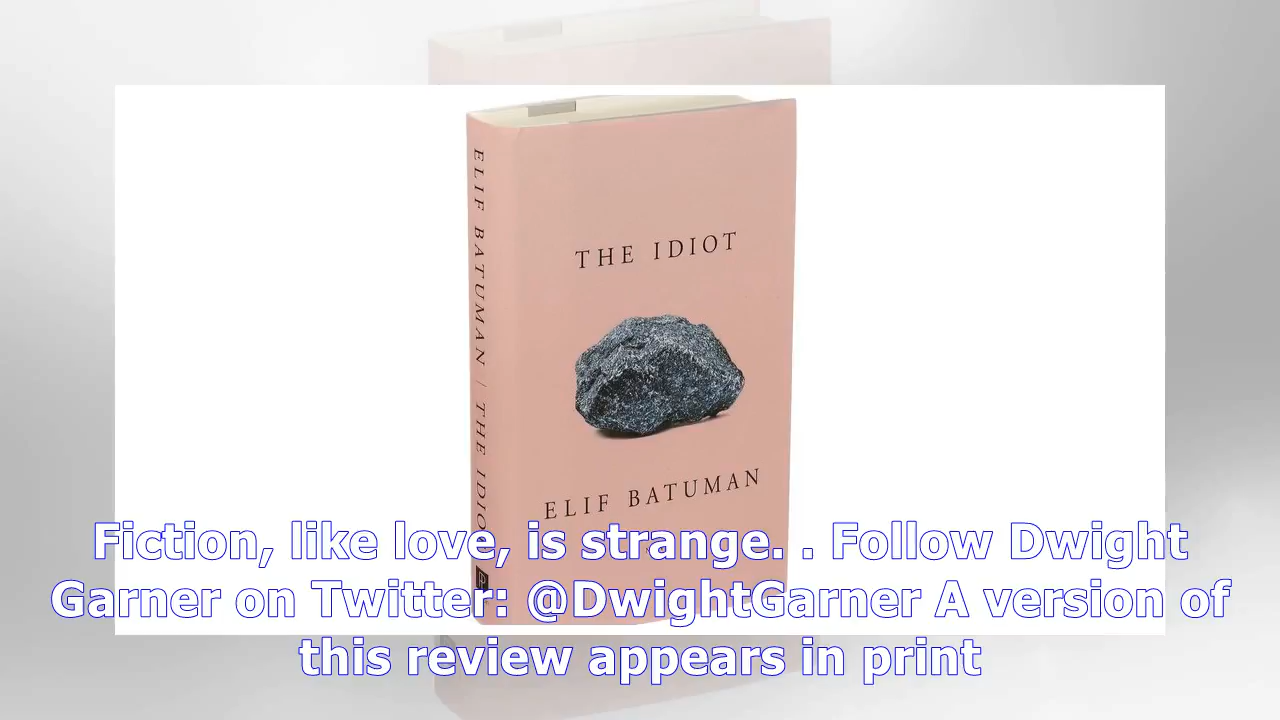 ELIF BATUMAN | THE IDIO
THE IDIOT
ELIF BATUMAN
Fiction, like love, is strange. . Follow Dwight
Garner on Twitter: @DwightGarner A version of
this review appears in print